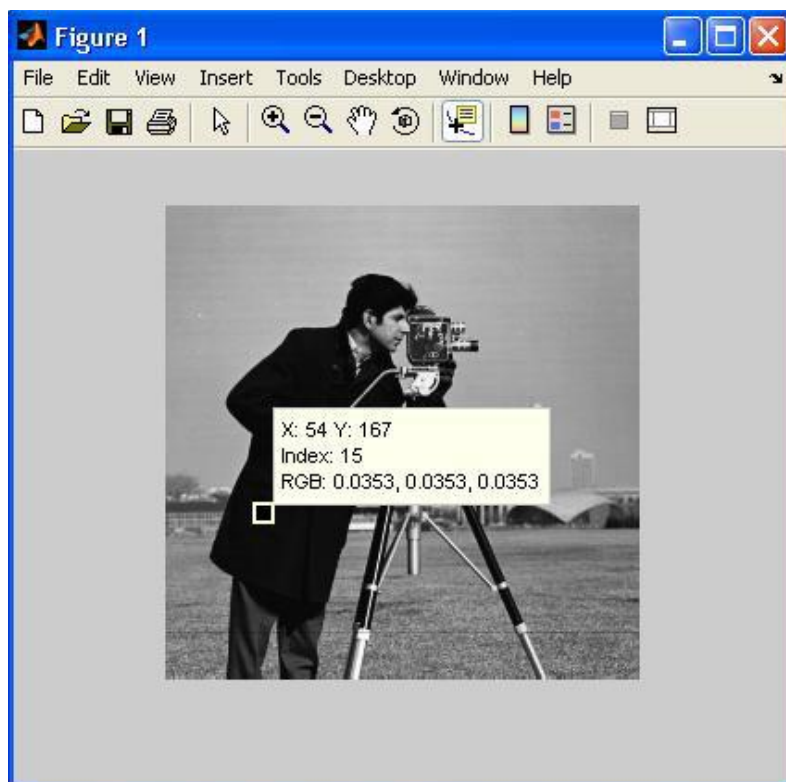 Figure 1
File Edit View Insert Tools Desktop Window Help
X: 54 Y: 167
Index: 15
RGB: 0.0353, 0.0353, 0.0353